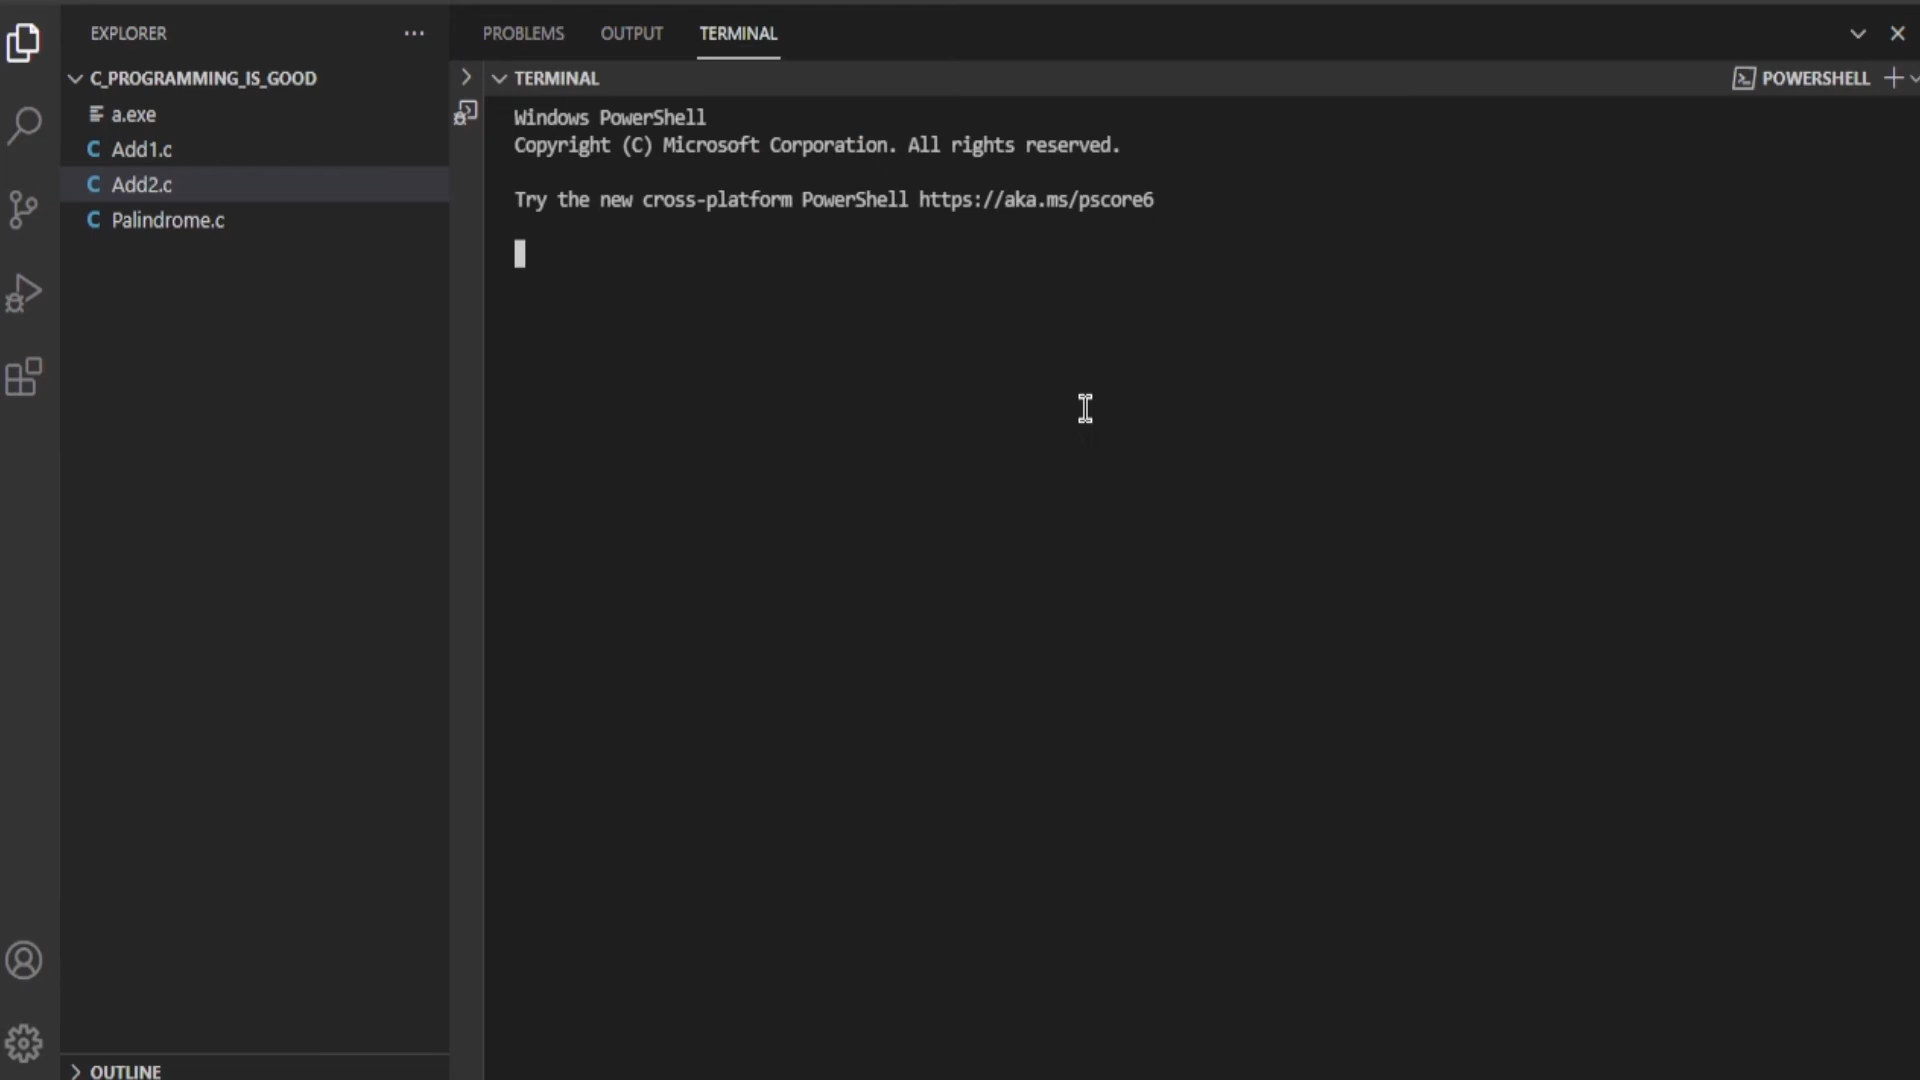 EXPLORER
C_PROGRAMMING_IS_GOOD
a.exe
C Add1.c
C Add2.c
C Palindrome.c
OUTLINE
PROBLEMS OUTPUT TERMINAL
TERMINAL
POWERSHELL
Windows PowerShell
Copyright (C) Microsoft Corporation. All rights reserved.
Try the new cross-platform PowerShell https://aka.ms/pscore6